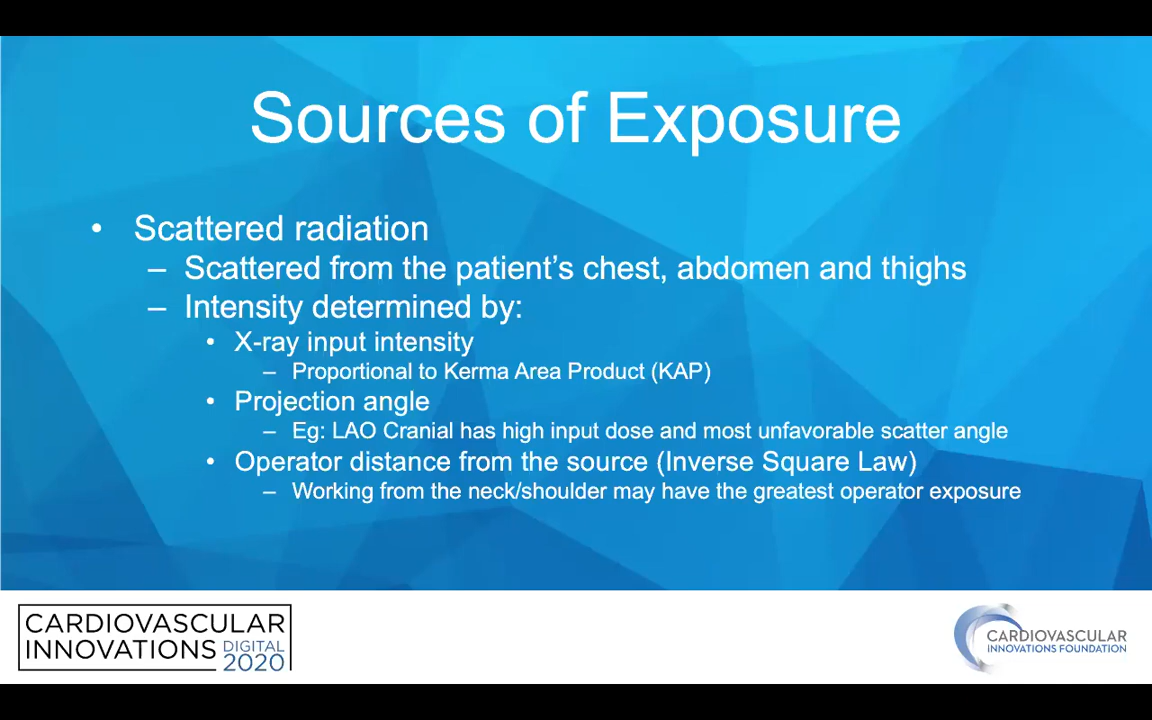 Sources of Exposure
• Scattered radiation
– Scattered from the patient’s chest, abdomen and thighs
– Intensity determined by:
• X-ray input intensity
– Proportional to Kerma Area Product (KAP)
• Projection angle
– Eg: LAO Cranial has high input dose and most unfavorable scatter angle
• Operator distance from the source (Inverse Square Law)
– Working from the neck/shoulder may have the greatest operator exposure
CARDIOVASCULAR
INNOVATIONS DIGITAL
2020
CARDIOVASCULAR
INNOVATIONS FOUNDATION